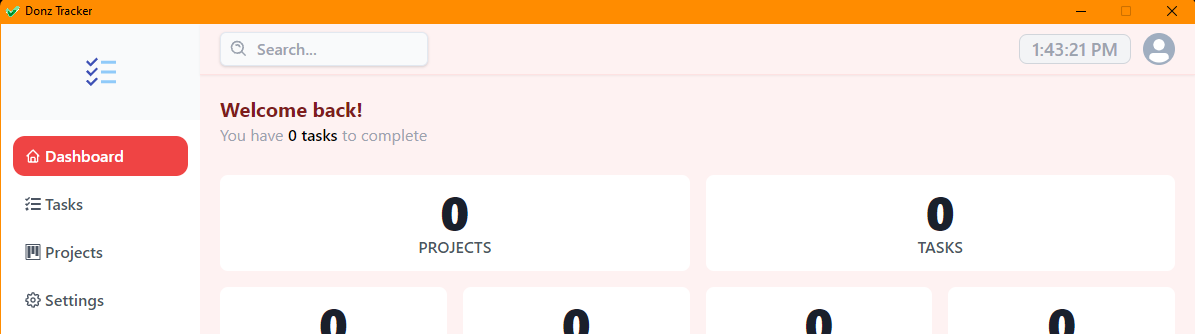 Donz Tracker
Search...
1:43:21 PM
Welcome back!
You have 0 tasks to complete
Dashboard
Tasks
Projects
Settings
0
PROJECTS
0
TASKS
0
0
0
0